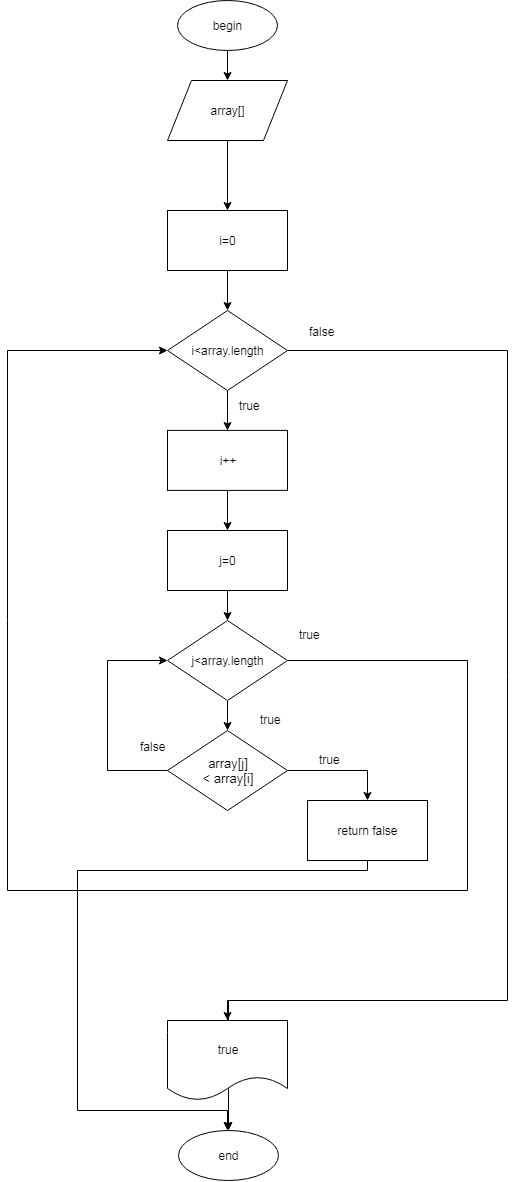 begin
array[]
i=0
i<array.length
false
true
i++
j=0
true
j<array.length
true
false
array[j]
< array[i]
true
return false
true
end